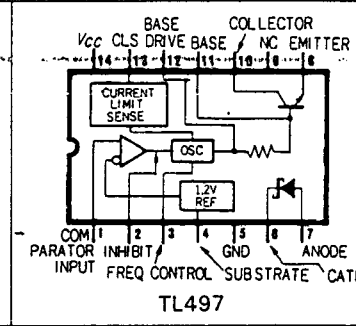 BASE COLLECTOR
VCC CLS DRIVE BASE NC EMITTER
14 13 12 11 10 9 8
CURRENT
LIMIT
SENSE
OSC
1.2V
REF
1 2 3 4 5 6 7
COM
PARATOR INHIBIT GND ANODE
INPUT FREQ CONTROL SUBSTRATE
TL497